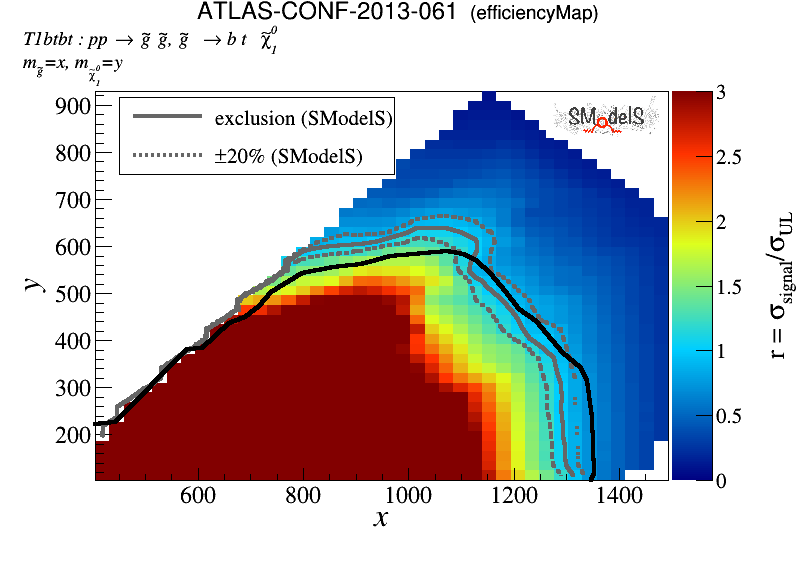 ATLAS-CONF-2013-061 (efficiencyMap)
T1btbt : pp → g̃ g̃, g̃ → b t χ̃₁⁰
m_g̃=x, m_χ̃₁⁰=y
exclusion (SModelS)
±20% (SModelS)
SModelS
900
800
700
600
500
400
300
200
y
600 800 1000 1200 1400
x
3
2.5
2
1.5
1
0.5
0
r = σ_signal/σ_UL